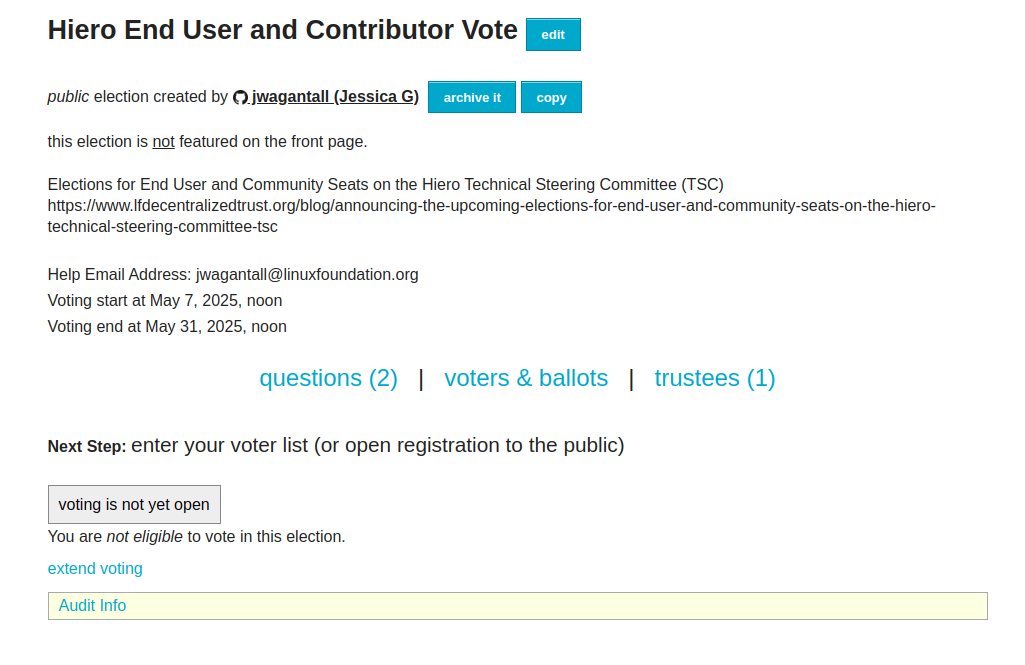 Hiero End User and Contributor Vote edit
public election created by jwagantall (Jessica G) archive it copy
this election is not featured on the front page.
Elections for End User and Community Seats on the Hiero Technical Steering Committee (TSC)
https://www.lfdecentralizedtrust.org/blog/announcing-the-upcoming-elections-for-end-user-and-community-seats-on-the-hiero-
technical-steering-committee-tsc
Help Email Address: jwagantall@linuxfoundation.org
Voting start at May 7, 2025, noon
Voting end at May 31, 2025, noon
questions (2) | voters & ballots | trustees (1)
Next Step: enter your voter list (or open registration to the public)
voting is not yet open
You are not eligible to vote in this election.
extend voting
Audit Info